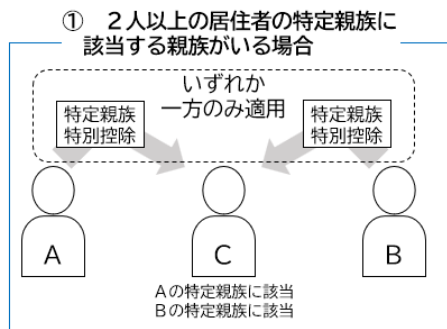 ① 2人以上の居住者の特定親族に
該当する親族がいる場合
いずれか
一方のみ適用
特定親族
特別控除
特定親族
特別控除
A
C
B
Aの特定親族に該当
Bの特定親族に該当